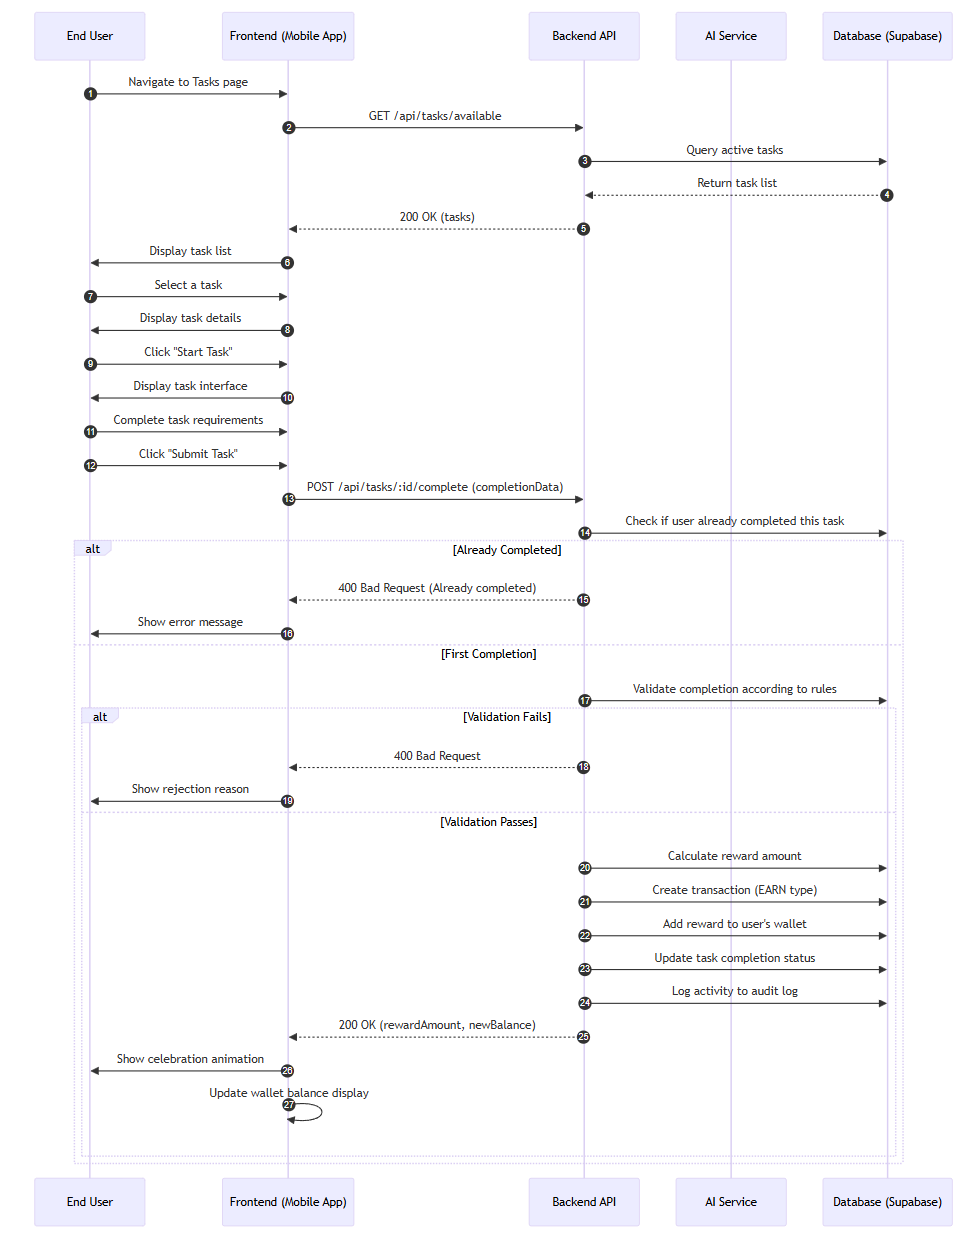 End User
Frontend (Mobile App)
Backend API
AI Service
Database (Supabase)
Navigate to Tasks page
1
GET /api/tasks/available
2
Query active tasks
3
Return task list
4
200 OK (tasks)
5
Display task list
6
Select a task
7
Display task details
8
Click "Start Task"
9
Display task interface
10
Complete task requirements
11
Click "Submit Task"
12
POST /api/tasks/:id/complete (completionData)
13
Check if user already completed this task
14
alt
[Already Completed]
400 Bad Request (Already completed)
15
Show error message
16
[First Completion]
Validate completion according to rules
17
alt
[Validation Fails]
400 Bad Request
18
Show rejection reason
19
[Validation Passes]
Calculate reward amount
20
Create transaction (EARN type)
21
Add reward to user's wallet
22
Update task completion status
23
Log activity to audit log
24
200 OK (rewardAmount, newBalance)
25
Show celebration animation
26
Update wallet balance display
27
End User
Frontend (Mobile App)
Backend API
AI Service
Database (Supabase)